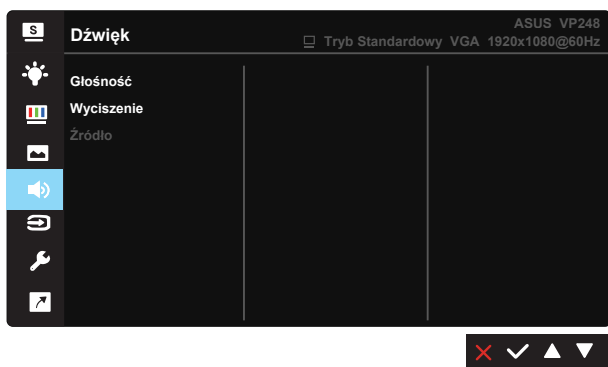 S
Dźwięk
ASUS VP248
Tryb Standardowy VGA 1920x1080@60Hz
Głośność
Wyciszenie
Źródło